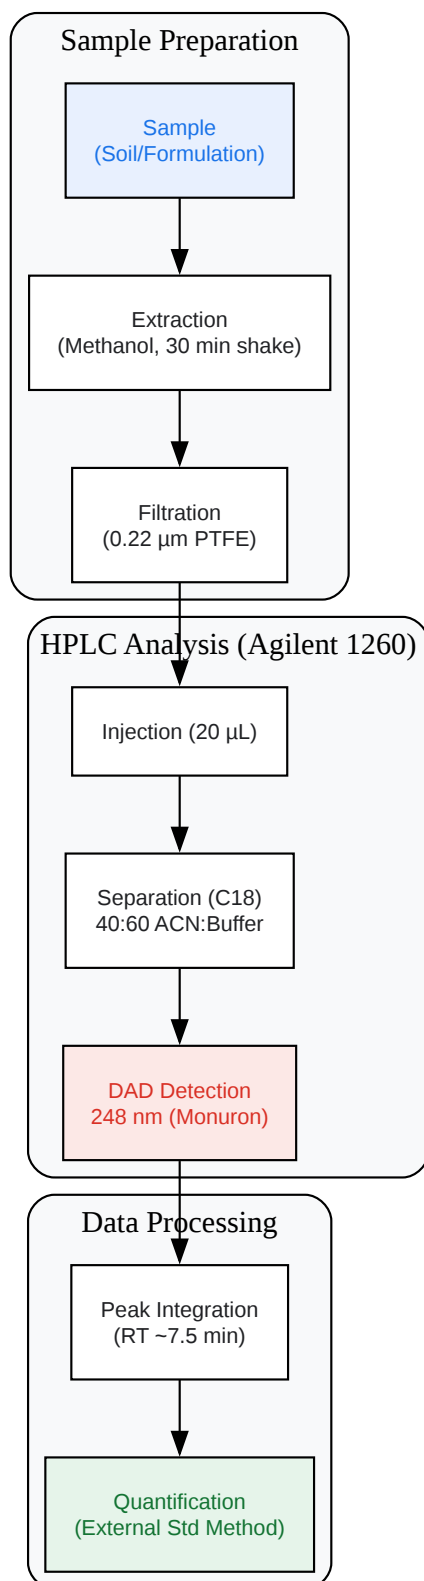 Sample Preparation
Sample
(Soil/Formulation)
Extraction
(Methanol, 30 min shake)
Filtration
(0.22 µm PTFE)
HPLC Analysis (Agilent 1260)
Injection (20 µL)
Separation (C18)
40:60 ACN:Buffer
DAD Detection
248 nm (Monuron)
Data Processing
Peak Integration
(RT ~7.5 min)
Quantification
(External Std Method)